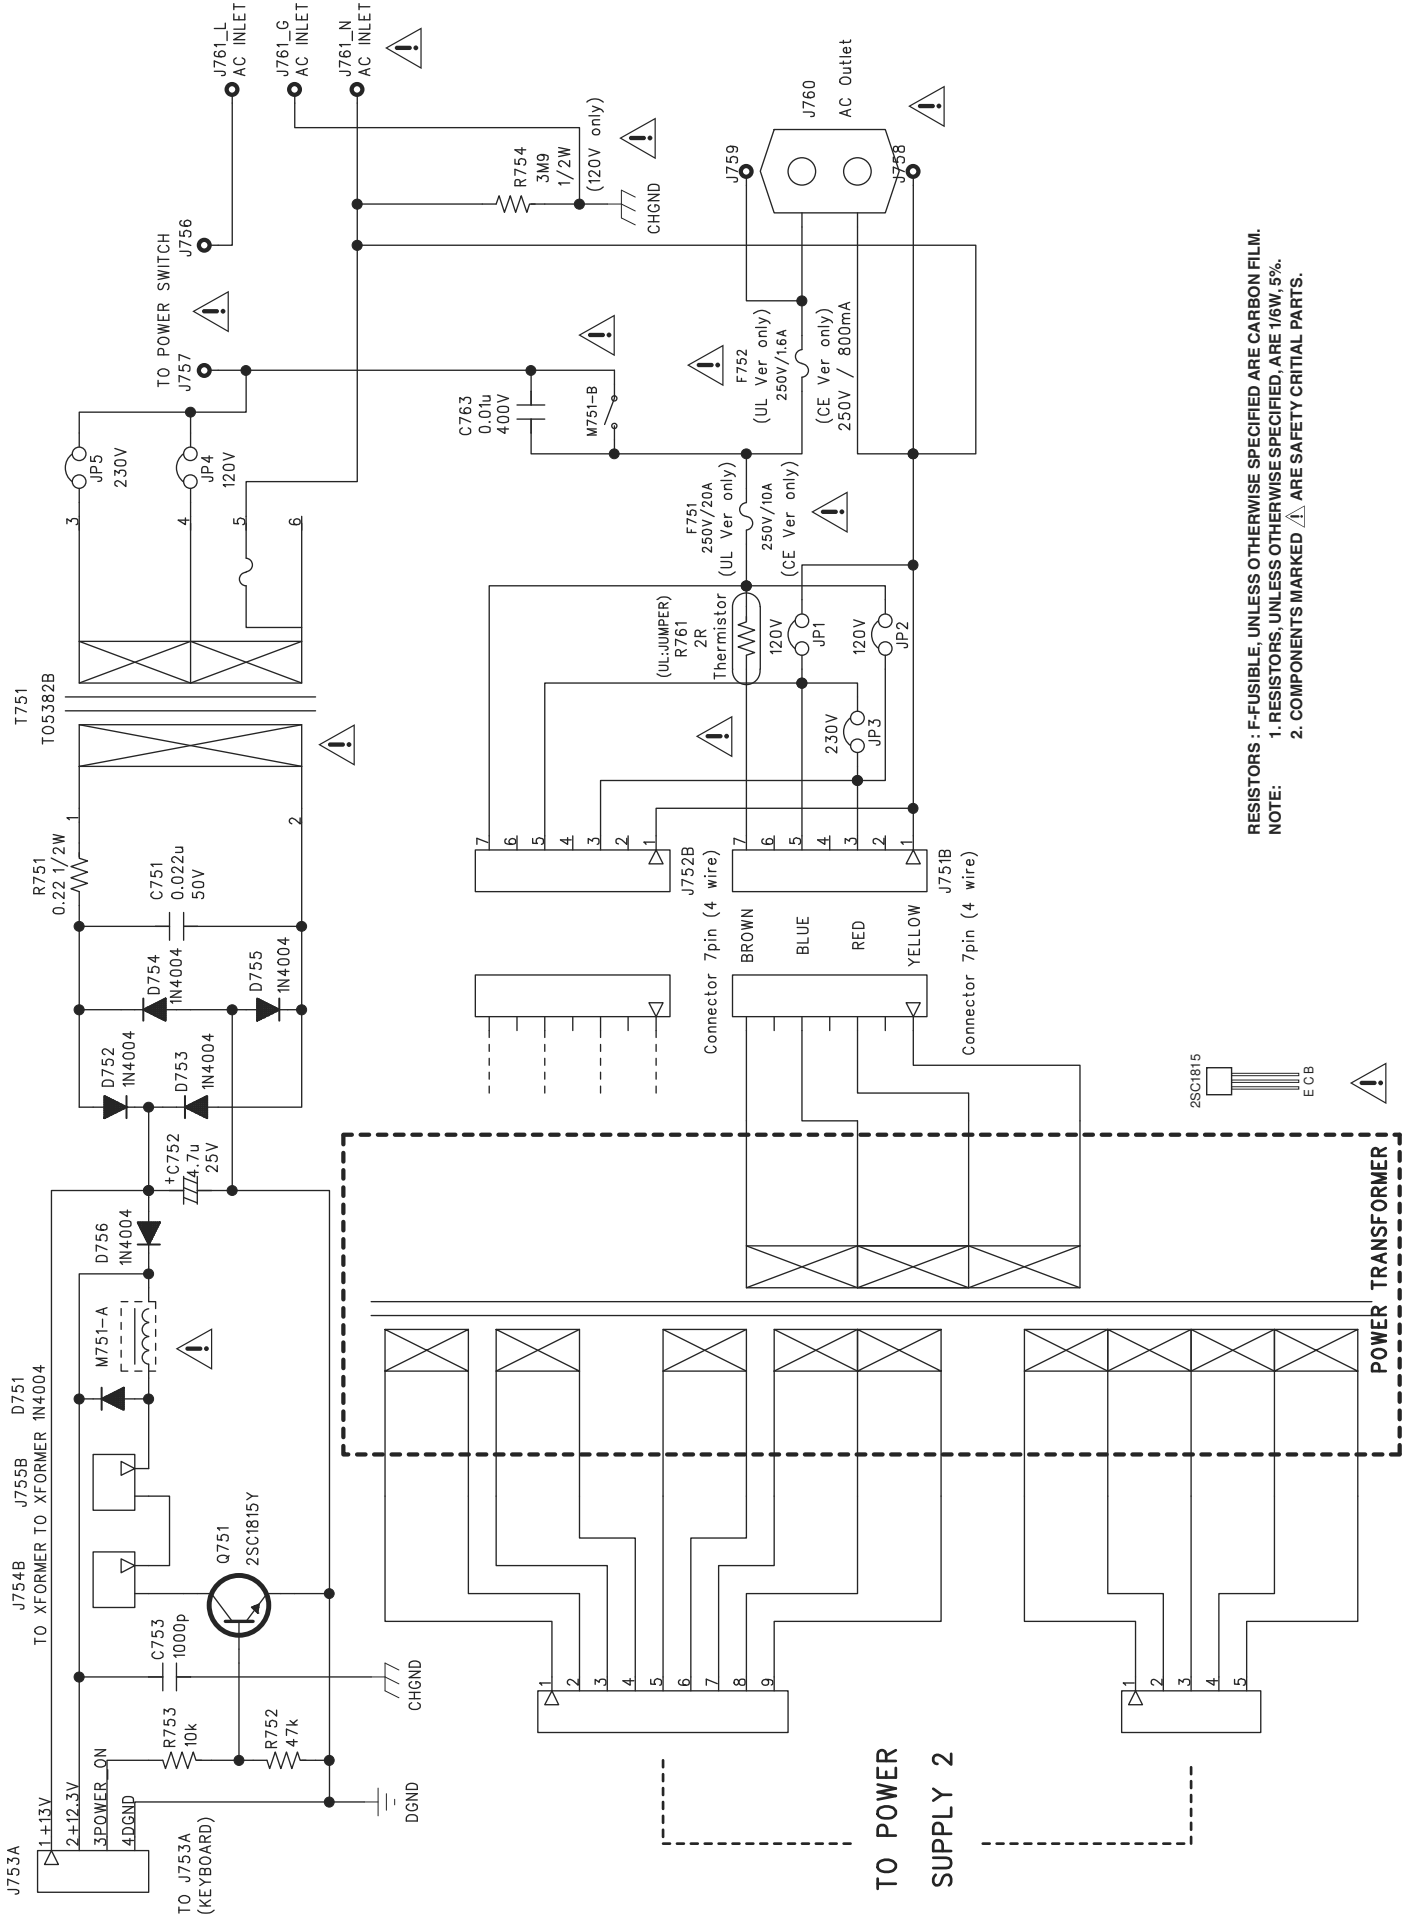 J753A
1+13V
2+12.3V
3POWER_ON
4DGND
TO J753A
(KEYBOARD)
J754B
J755B
D751
TO XFORMER TO XFORMER 1N4004
C753
1000p
R753
10k
R752
47k
Q751
2SC1815Y
CHGND
DGND
M751-A
D756
1N4004
+C752
4.7u
25V
D752
1N4004
D753
1N4004
D754
1N4004
D755
1N4004
R751
0.22 1/2W
C751
0.022u
50V
1
2
T751
TO5382B
3
4
5
6
JP5
230V
JP4
120V
TO POWER SWITCH
J757
J756
J761_L
AC INLET
J761_G
AC INLET
J761_N
AC INLET
R754
3M9
1/2W
(120V only)
CHGND
C763
0.01u
400V
M751-B
F752
(UL Ver only)
250V/1.6A
(CE Ver only)
250V / 800mA
J759
J758
J760
AC Outlet
F751
250V/20A
(UL Ver only)
250V/10A
(CE Ver only)
(UL:JUMPER)
R761
2R
Thermistor
120V
JP1
120V
JP2
230V
JP3
7
6
5
4
3
2
1
J752B
Connector 7pin (4 wire)
7
6
5
4
3
2
1
J751B
Connector 7pin (4 wire)
BROWN
BLUE
RED
YELLOW
POWER TRANSFORMER
1
2
3
4
5
6
7
8
9
1
2
3
4
5
TO POWER
SUPPLY 2
2SC1815
E C B
RESISTORS : F-FUSIBLE, UNLESS OTHERWISE SPECIFIED ARE CARBON FILM.
NOTE: 1. RESISTORS, UNLESS OTHERWISE SPECIFIED, ARE 1/6W, 5%.
2. COMPONENTS MARKED ! ARE SAFETY CRITIAL PARTS.